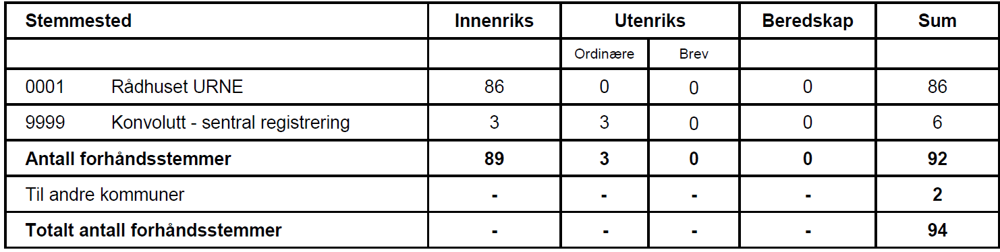 Stemmested Innenriks Utenriks Beredskap Sum
Ordinære Brev
0001 Rådhuset URNE 86 0 0 0 86
9999 Konvolutt - sentral registrering 3 3 0 0 6
Antall forhåndsstemmer 89 3 0 0 92
Til andre kommuner - - - - 2
Totalt antall forhåndsstemmer - - - - 94